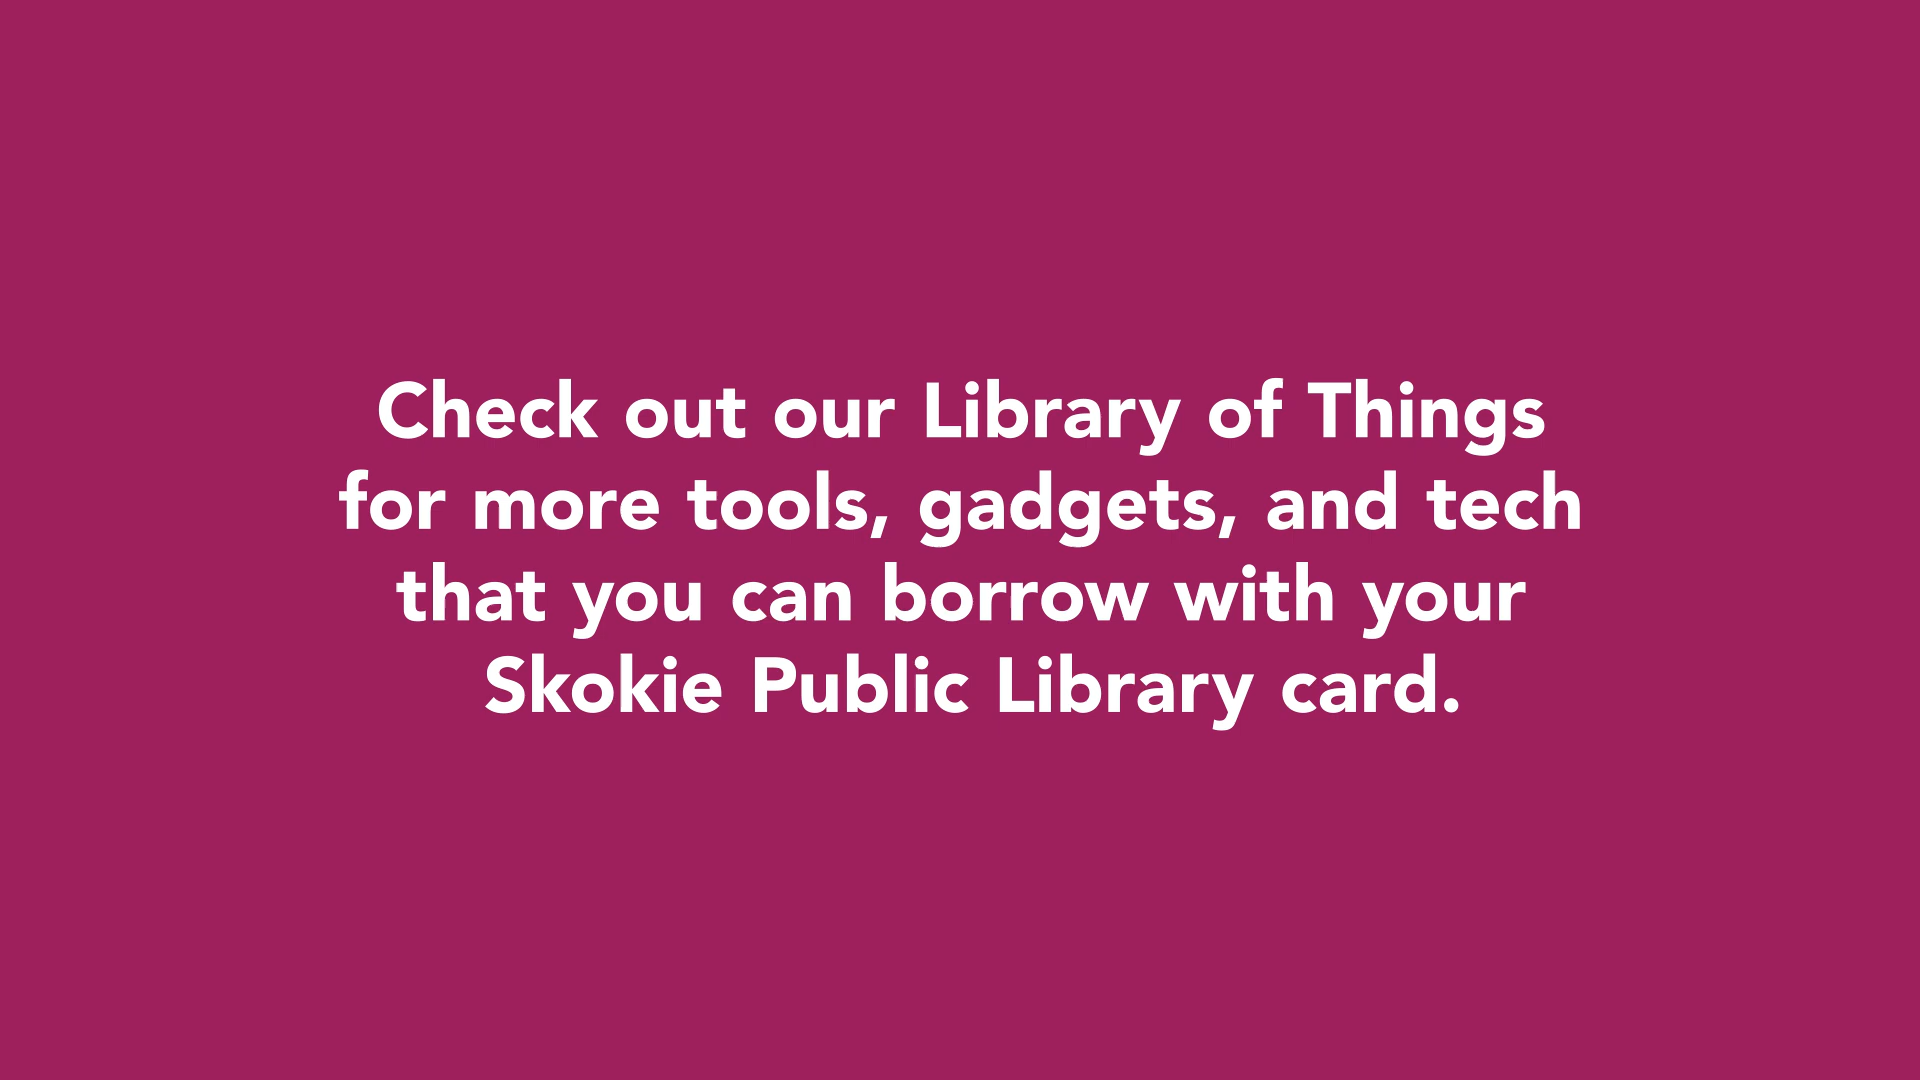 Check out our Library of Things
for more tools, gadgets, and tech
that you can borrow with your
Skokie Public Library card.